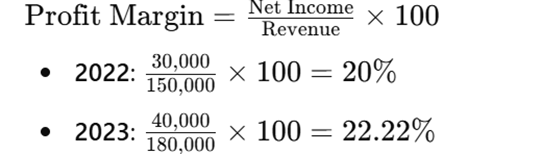 Profit Margin = Net Income / Revenue × 100
• 2022: 30,000 / 150,000 × 100 = 20%
• 2023: 40,000 / 180,000 × 100 = 22.22%